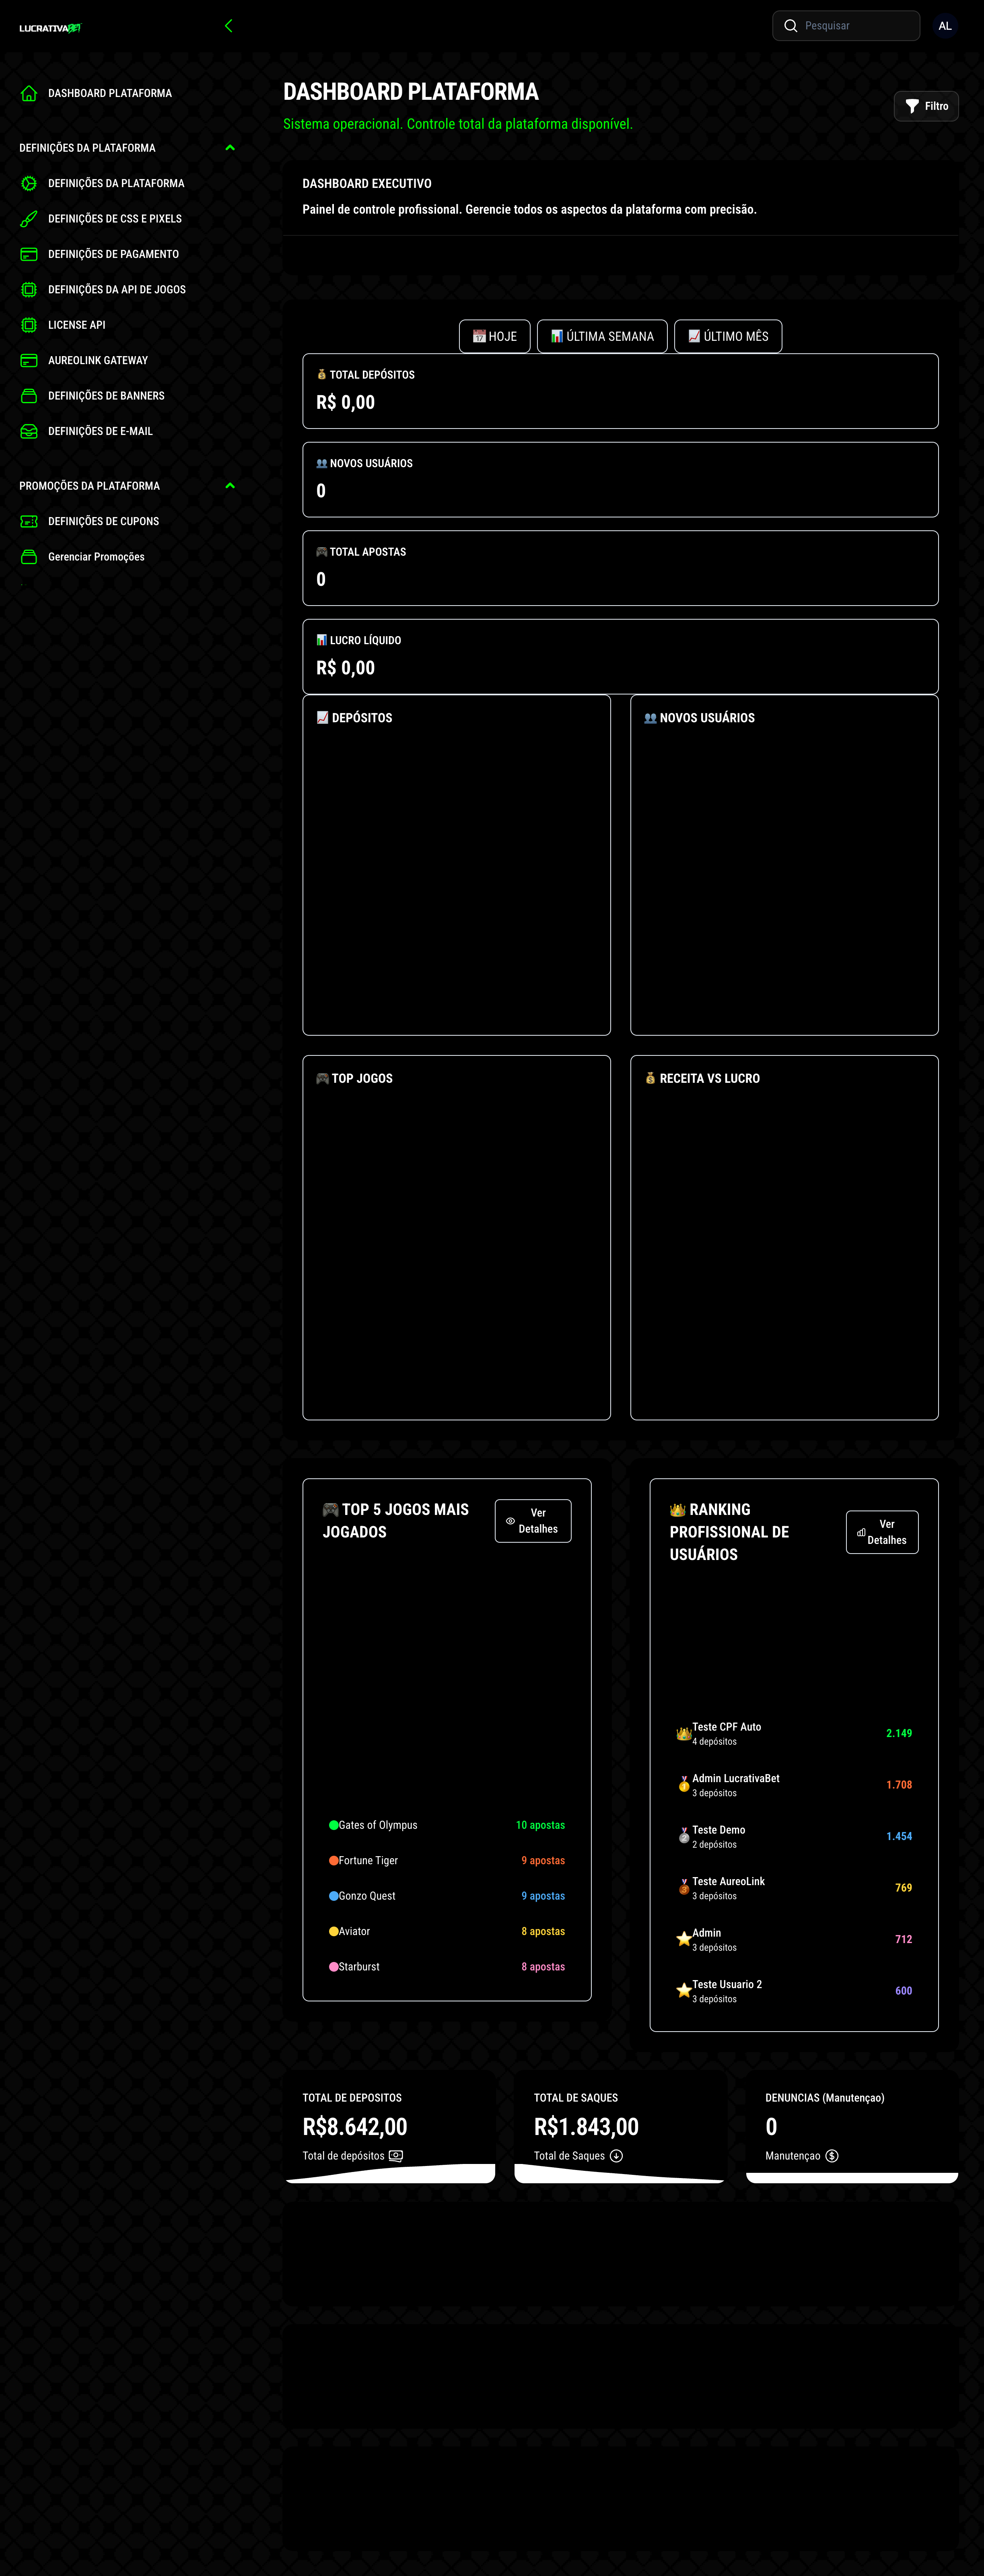 LUCRATIVABET
Pesquisar
AL
DASHBOARD PLATAFORMA
DEFINIÇÕES DA PLATAFORMA
DEFINIÇÕES DA PLATAFORMA
DEFINIÇÕES DE CSS E PIXELS
DEFINIÇÕES DE PAGAMENTO
DEFINIÇÕES DA API DE JOGOS
LICENSE API
AUREOLINK GATEWAY
DEFINIÇÕES DE BANNERS
DEFINIÇÕES DE E-MAIL
PROMOÇÕES DA PLATAFORMA
DEFINIÇÕES DE CUPONS
Gerenciar Promoções
DASHBOARD PLATAFORMA
Sistema operacional. Controle total da plataforma disponível.
Filtro
DASHBOARD EXECUTIVO
Painel de controle profissional. Gerencie todos os aspectos da plataforma com precisão.
📅 HOJE
📊 ÚLTIMA SEMANA
📈 ÚLTIMO MÊS
💰 TOTAL DEPÓSITOS
R$ 0,00
👥 NOVOS USUÁRIOS
0
🎮 TOTAL APOSTAS
0
📊 LUCRO LÍQUIDO
R$ 0,00
📈 DEPÓSITOS
👥 NOVOS USUÁRIOS
🎮 TOP JOGOS
💰 RECEITA VS LUCRO
🎮 TOP 5 JOGOS MAIS
JOGADOS
Ver
Detalhes
Gates of Olympus 10 apostas
Fortune Tiger 9 apostas
Gonzo Quest 9 apostas
Aviator 8 apostas
Starburst 8 apostas
👑 RANKING
PROFISSIONAL DE
USUÁRIOS
Ver
Detalhes
Teste CPF Auto
4 depósitos
2.149
Admin LucrativaBet
3 depósitos
1.708
Teste Demo
2 depósitos
1.454
Teste AureoLink
3 depósitos
769
Admin
3 depósitos
712
Teste Usuario 2
3 depósitos
600
TOTAL DE DEPOSITOS
R$8.642,00
Total de depósitos
TOTAL DE SAQUES
R$1.843,00
Total de Saques
DENUNCIAS (Manutençao)
0
Manutençao